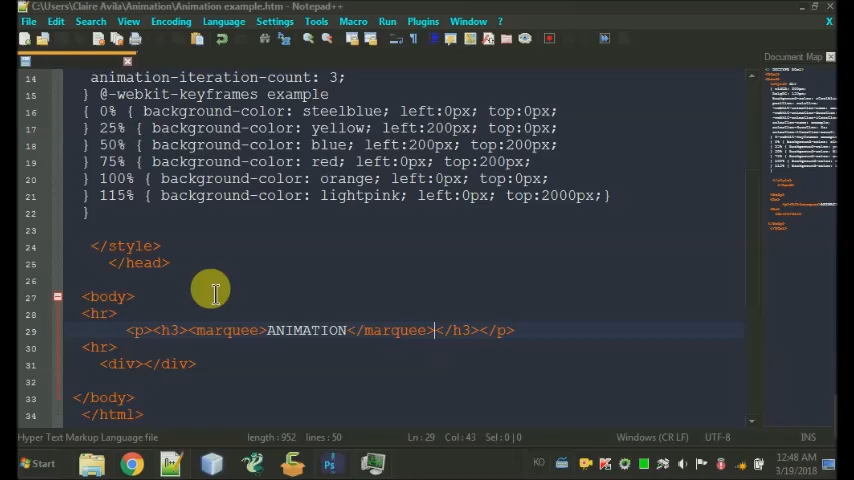 C:\Users\Claire Avila\Animation\Animation example.htm - Notepad++
File Edit Search View Encoding Language Settings Tools Macro Run Plugins Window ? X
Document Map
14 animation-iteration-count: 3;
15 } @-webkit-keyframes example
16 { 0% { background-color: steelblue; left:0px; top:0px;
17 } 25% { background-color: yellow; left:200px; top:0px;
18 } 50% { background-color: blue; left:200px; top:200px;
19 } 75% { background-color: red; left:0px; top:200px;
20 } 100% { background-color: orange; left:0px; top:0px;
21 } 115% { background-color: lightpink; left:0px; top:2000px;}
22 }
23
24 </style>
25 </head>
26
27 <body>
28 <hr>
29 <p><h3><marquee>ANIMATION</marquee></h3></p>
30 <hr>
31 <div></div>
32
33 </body>
34 </html>
Hyper Text Markup Language file length : 952 lines : 50 Ln : 29 Col : 43 Sel : 0 | 0 Windows (CR LF) UTF-8 INS
Start KO 12:48 AM
3/19/2018